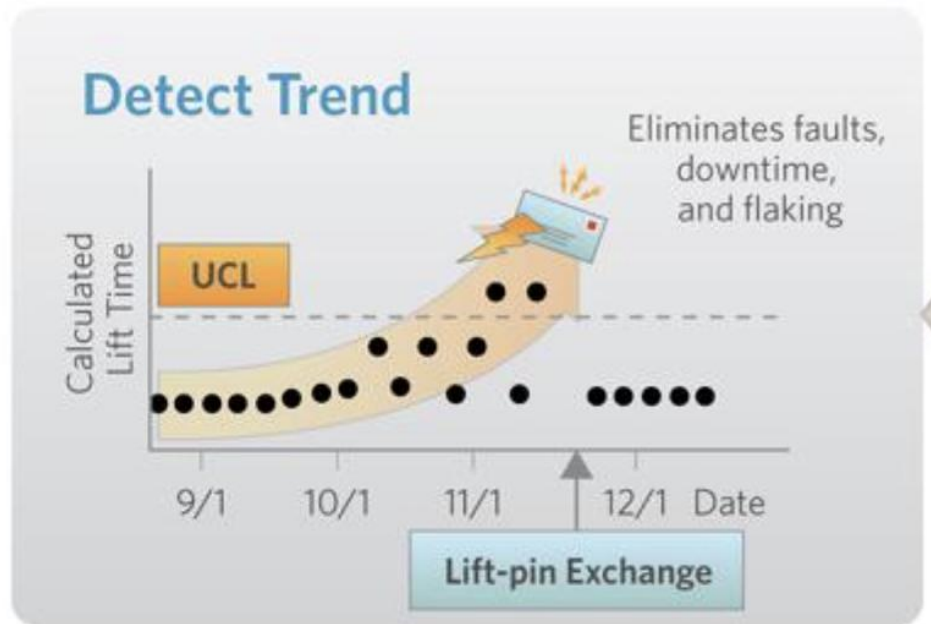 Detect Trend
Eliminates faults,
downtime,
and flaking
Calculated
Lift Time
UCL
9/1
10/1
11/1
12/1
Date
Lift-pin Exchange